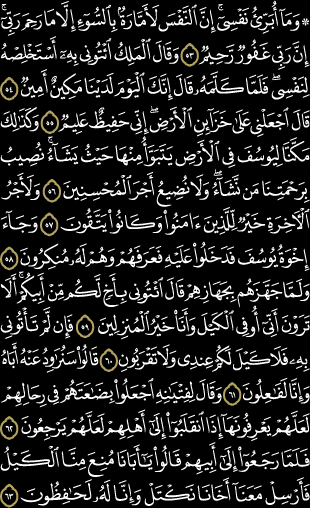 ۞ وَمَآ أُبَرِّئُ نَفْسِىٓ ۚ إِنَّ ٱلنَّفْسَ لَأَمَّارَةٌۢ بِٱلسُّوٓءِ إِلَّا مَا رَحِمَ رَبِّىٓ ۚ
إِنَّ رَبِّى غَفُورٌ رَّحِيمٌ ٥٣ وَقَالَ ٱلْمَلِكُ ٱئْتُونِى بِهِۦٓ أَسْتَخْلِصْهُ
لِنَفْسِى ۖ فَلَمَّا كَلَّمَهُۥ قَالَ إِنَّكَ ٱلْيَوْمَ لَدَيْنَا مَكِينٌ أَمِينٌ ٥٤
قَالَ ٱجْعَلْنِى عَلَىٰ خَزَآئِنِ ٱلْأَرْضِ ۖ إِنِّى حَفِيظٌ عَلِيمٌ ٥٥ وَكَذَٰلِكَ
مَكَّنَّا لِيُوسُفَ فِى ٱلْأَرْضِ يَتَبَوَّأُ مِنْهَا حَيْثُ يَشَآءُ ۚ نُصِيبُ
بِرَحْمَتِنَا مَن نَّشَآءُ ۖ وَلَا نُضِيعُ أَجْرَ ٱلْمُحْسِنِينَ ٥٦ وَلَأَجْرُ
ٱلْـَٔاخِرَةِ خَيْرٌ لِّلَّذِينَ ءَامَنُوا۟ وَكَانُوا۟ يَتَّقُونَ ٥٧ وَجَآءَ
إِخْوَةُ يُوسُفَ فَدَخَلُوا۟ عَلَيْهِ فَعَرَفَهُمْ وَهُمْ لَهُۥ مُنكِرُونَ ٥٨
وَلَمَّا جَهَّزَهُم بِجَهَازِهِمْ قَالَ ٱئْتُونِى بِأَخٍ لَّكُم مِّنْ أَبِيكُمْ ۚ أَلَا
تَرَوْنَ أَنِّىٓ أُوفِى ٱلْكَيْلَ وَأَنَا۠ خَيْرُ ٱلْمُنزِلِينَ ٥٩ فَإِن لَّمْ تَأْتُونِى
بِهِۦ فَلَا كَيْلَ لَكُمْ عِندِى وَلَا تَقْرَبُونِ ٦٠ قَالُوا۟ سَنُرَٰوِدُ عَنْهُ أَبَاهُ
وَإِنَّا لَفَٰعِلُونَ ٦١ وَقَالَ لِفِتْيَٰنِهِ ٱجْعَلُوا۟ بِضَٰعَتَهُمْ فِى رِحَالِهِمْ
لَعَلَّهُمْ يَعْرِفُونَهَآ إِذَا ٱنقَلَبُوٓا۟ إِلَىٰٓ أَهْلِهِمْ لَعَلَّهُمْ يَرْجِعُونَ ٦٢
فَلَمَّا رَجَعُوٓا۟ إِلَىٰٓ أَبِيهِمْ قَالُوا۟ يَٰٓأَبَانَا مُنِعَ مِنَّا ٱلْكَيْلُ
فَأَرْسِلْ مَعَنَآ أَخَانَا نَكْتَلْ وَإِنَّا لَهُۥ لَحَٰفِظُونَ ٦٣